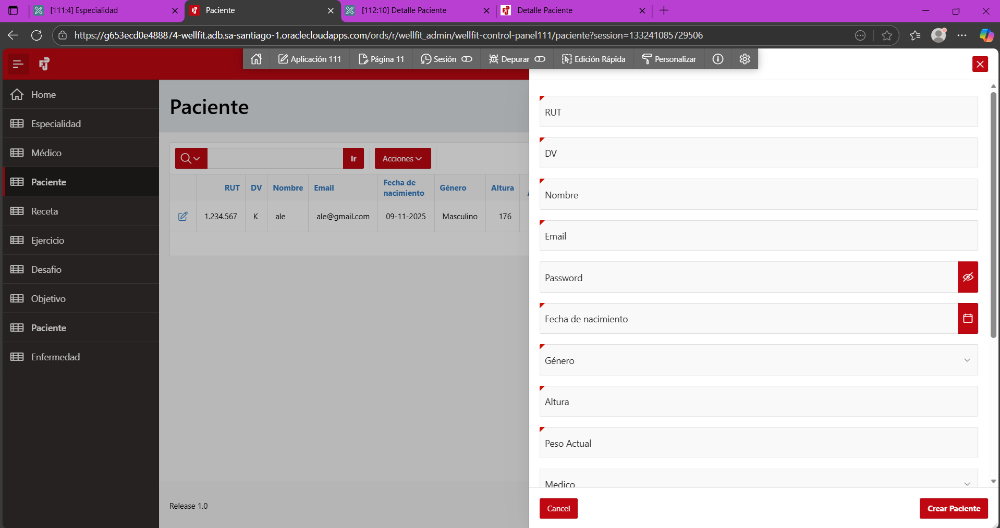 [111:4] Especialidad
Paciente
[112:10] Detalle Paciente
Detalle Paciente
https://g653ecd0e488874-wellfit.adb.sa-santiago-1.oraclecloudapps.com/ords/r/wellfit_admin/wellfit-control-panel111/paciente?session=133241085729506
Aplicación 111
Página 11
Sesión
Depurar
Edición Rápida
Personalizar
Home
Especialidad
Médico
Paciente
Receta
Ejercicio
Desafio
Objetivo
Paciente
Enfermedad
Paciente
Ir
Acciones
RUT DV Nombre Email Fecha de nacimiento Género Altura
1.234.567 K ale ale@gmail.com 09-11-2025 Masculino 176
Release 1.0
RUT
DV
Nombre
Email
Password
Fecha de nacimiento
Género
Altura
Peso Actual
Medico
Cancel
Crear Paciente